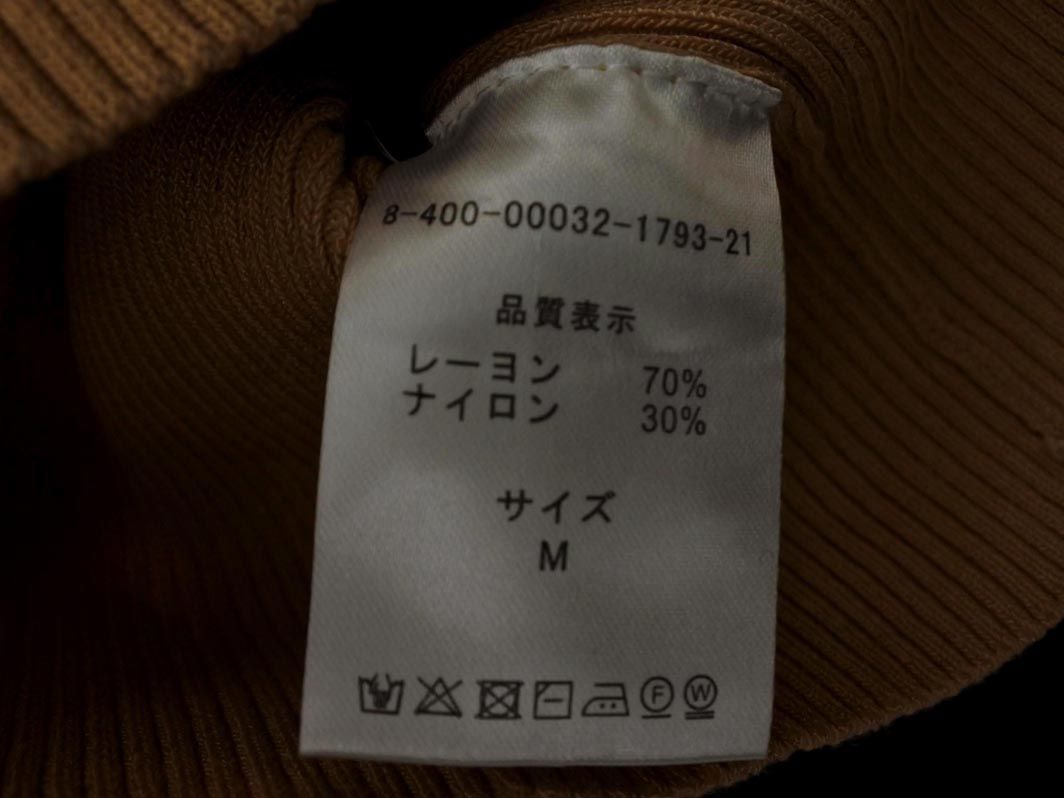 8-400-00032-1793-21
品質表示
レーヨン 70%
ナイロン 30%
サイズ
M
F W